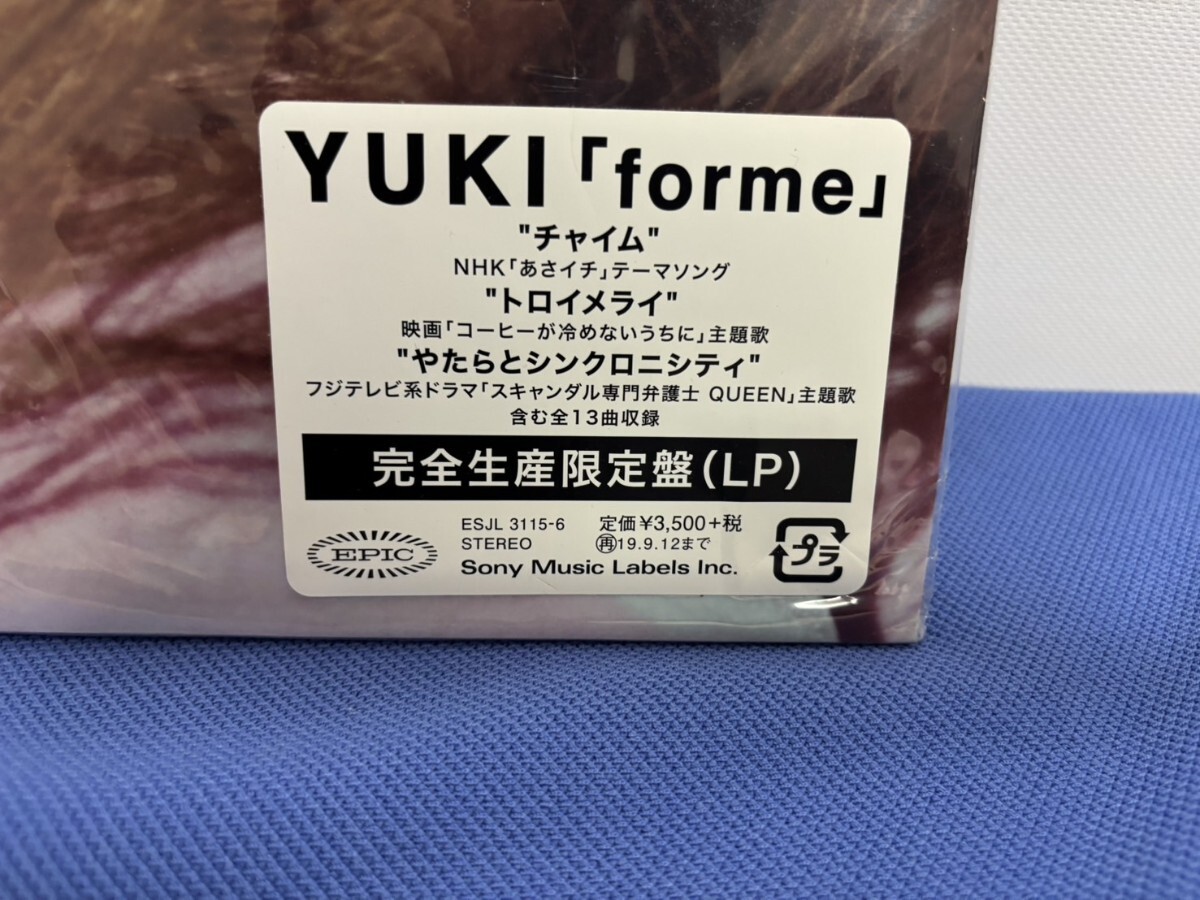 YUKI「forme」
"チャイム"
NHK「あさイチ」テーマソング
"トロイメライ"
映画「コーヒーが冷めないうちに」主題歌
"やたらとシンクロニシティ"
フジテレビ系ドラマ「スキャンダル専門弁護士 QUEEN」主題歌
含む全13曲収録
完全生産限定盤(LP)
EPIC
ESJL 3115-6 定価¥3,500+税
STEREO 再19.9.12まで
Sony Music Labels Inc.
プラ